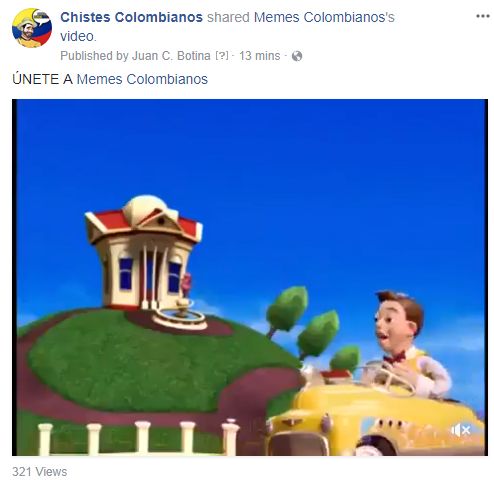 Chistes Colombianos shared Memes Colombianos's
video.
Published by Juan C. Botina [?] · 13 mins ·
ÚNETE A Memes Colombianos
321 Views